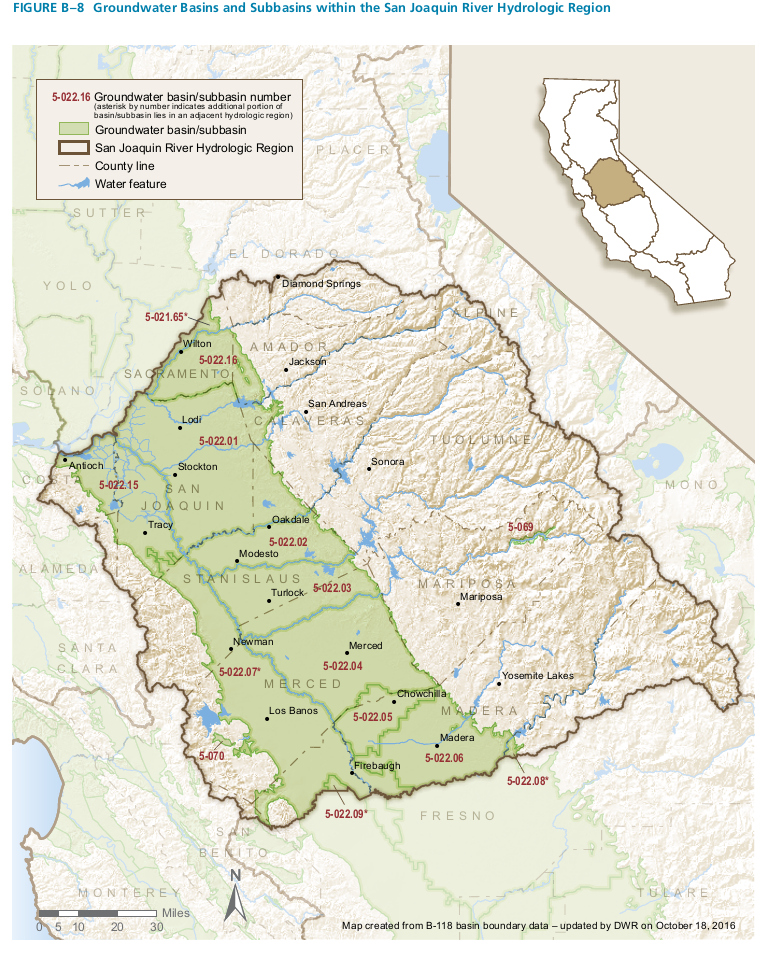 FIGURE B–8 Groundwater Basins and Subbasins within the San Joaquin River Hydrologic Region
5-022.16 Groundwater basin/subbasin number
(asterisk by number indicates additional portion of
basin/subbasin lies in an adjacent hydrologic region)
Groundwater basin/subbasin
San Joaquin River Hydrologic Region
County line
Water feature
PLACER
SUTTER
EL DORADO
YOLO
Diamond Springs
ALPINE
5-021.65*
Wilton
AMADOR
5-022.16
Jackson
SACRAMENTO
SOLANO
San Andreas
Lodi
CALAVERAS
5-022.01
TUOLUMNE
Antioch
Stockton
Sonora
CONTRA
5-022.15
SAN
MONO
JOAQUIN
Tracy
Oakdale
5-069
5-022.02
Modesto
ALAMEDA
STANISLAUS
5-022.03
MARIPOSA
Turlock
Mariposa
Newman
SANTA
Merced
CLARA
5-022.07*
5-022.04
Yosemite Lakes
MERCED
Chowchilla
Los Banos
5-022.05
MADERA
Madera
5-070
5-022.06
Firebaugh
5-022.08*
5-022.09*
FRESNO
SAN
BENITO
N
MONTEREY
TULARE
Miles
0 5 10 20 30
Map created from B-118 basin boundary data – updated by DWR on October 18, 2016